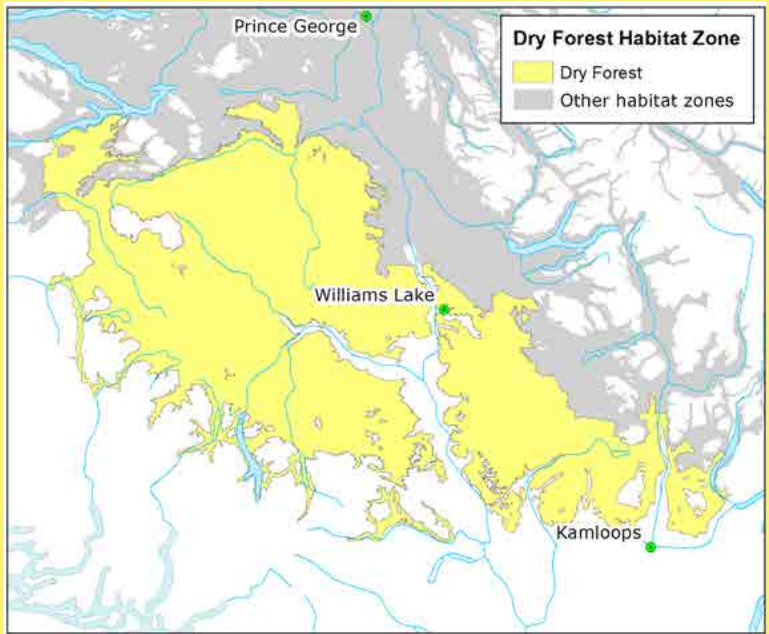 Prince George
Dry Forest Habitat Zone
Dry Forest
Other habitat zones
Williams Lake
Kamloops